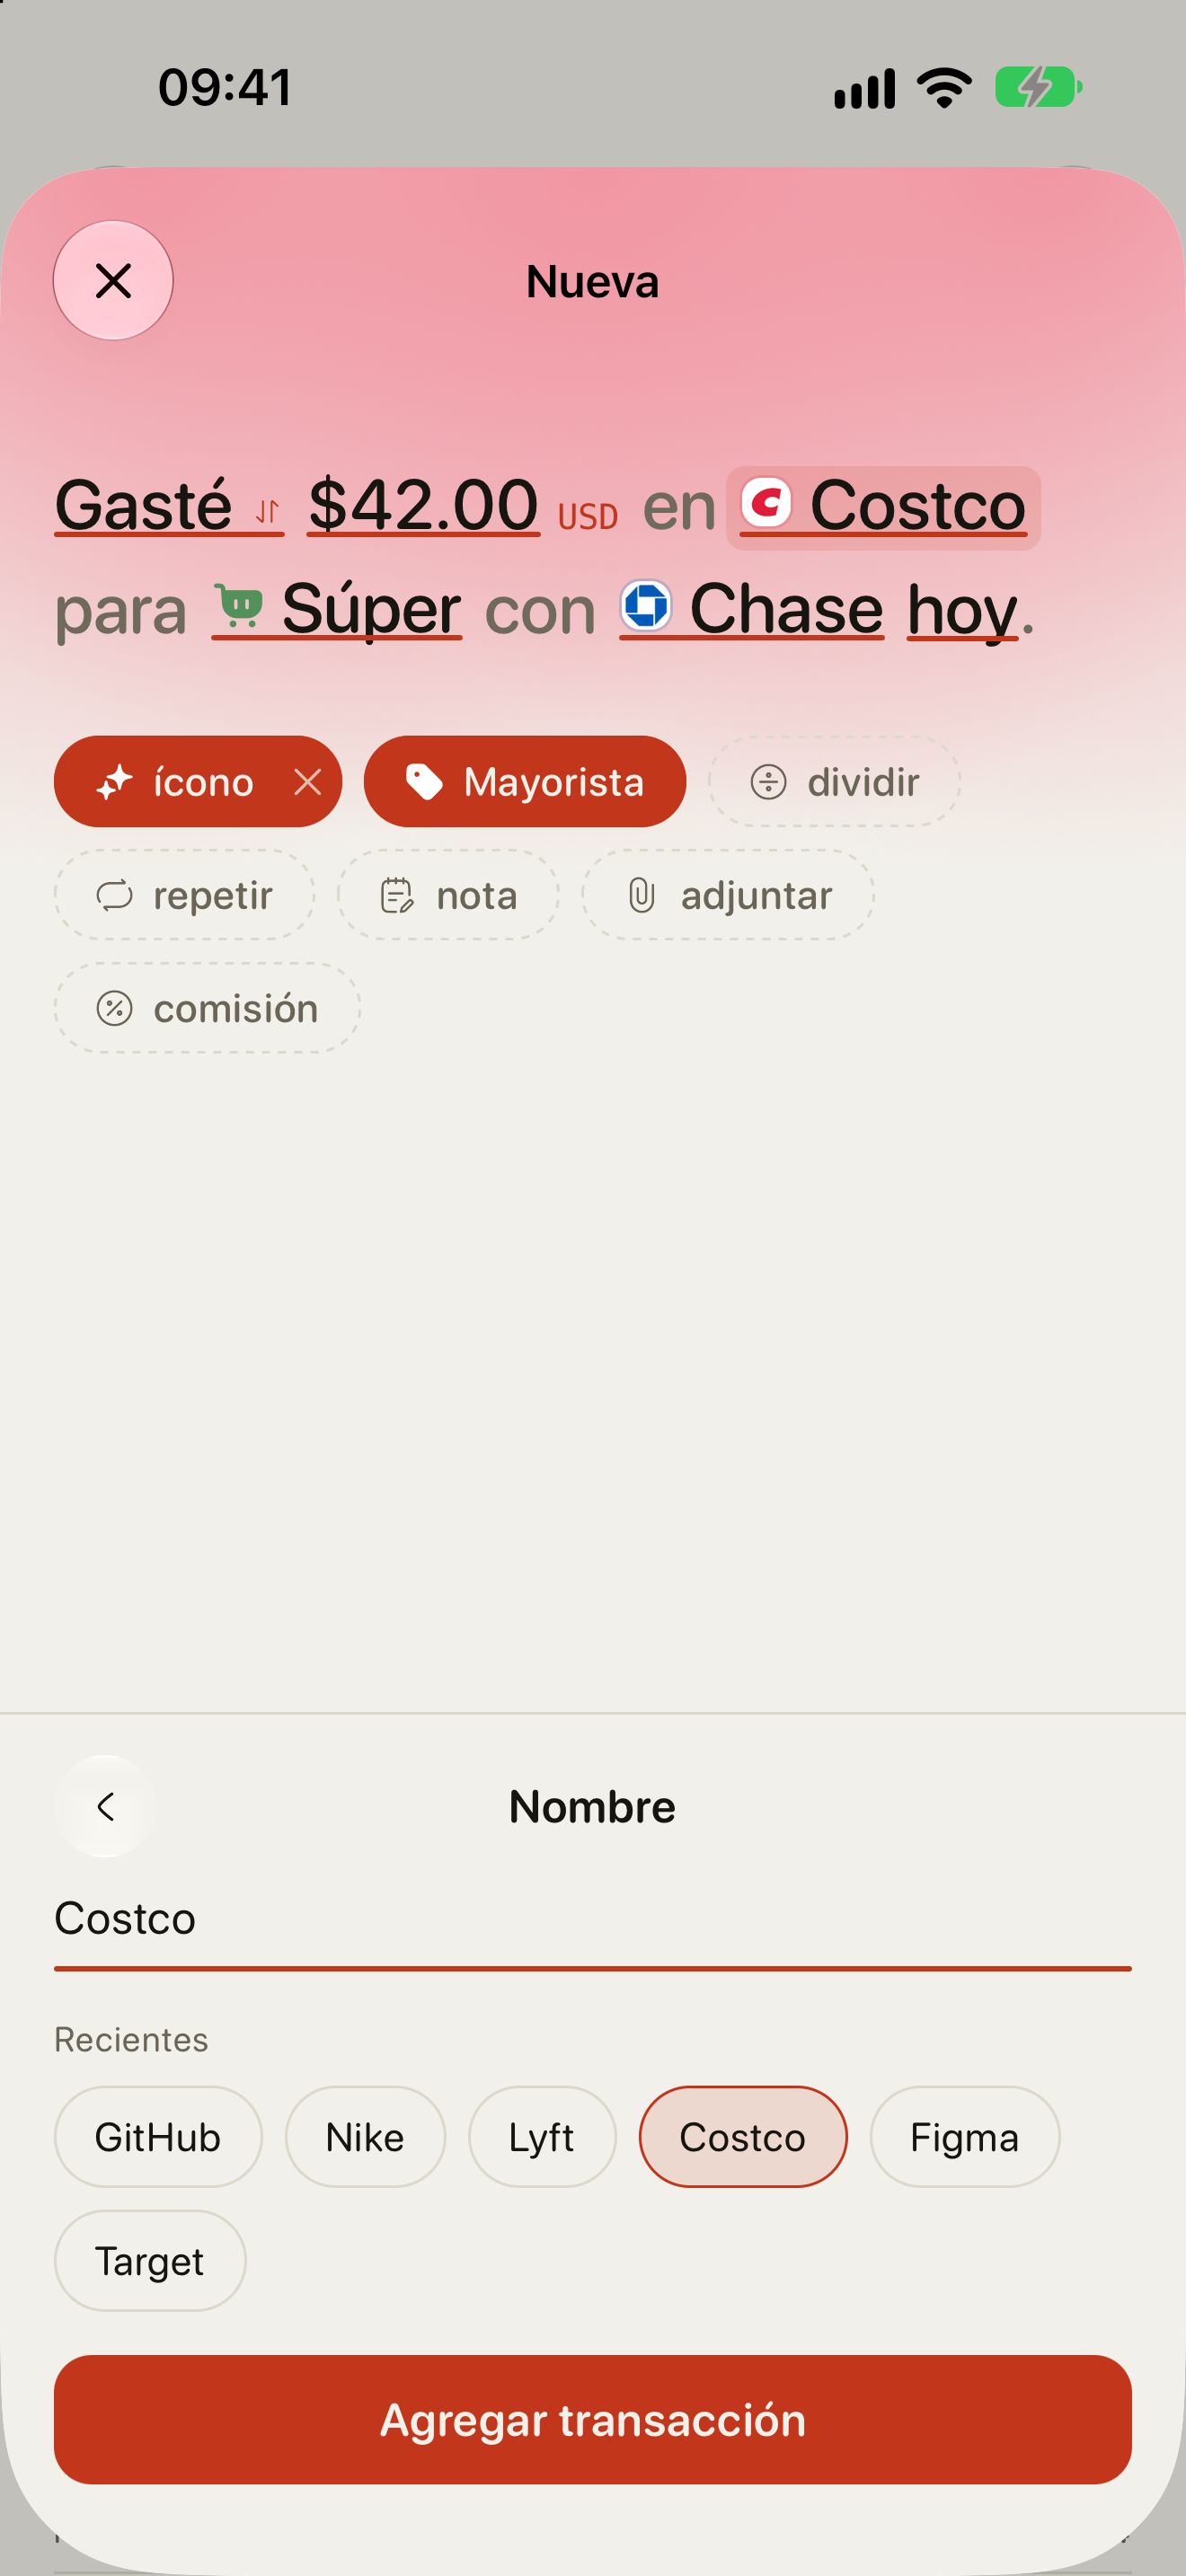 09:41
Nueva
Gasté $42.00 USD en Costco
para Súper con Chase hoy.
ícono Mayorista dividir
repetir nota adjuntar
comisión
Nombre
Costco
Recientes
GitHub Nike Lyft Costco Figma
Target
Agregar transacción